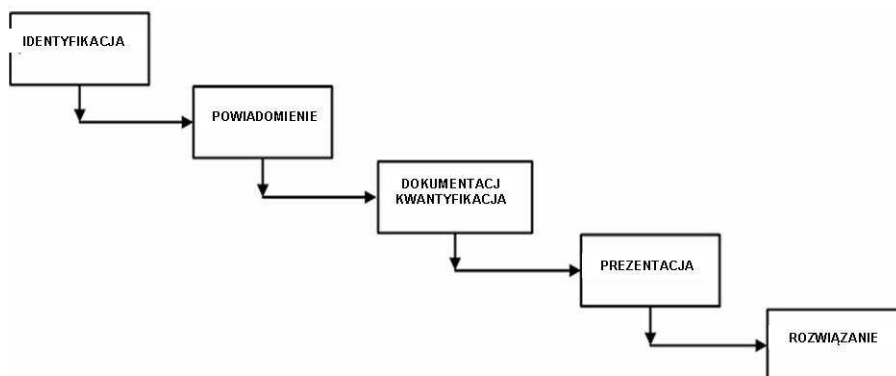 IDENTYFIKACJA
POWIADOMIENIE
DOKUMENTACJ
KWANTYFIKACJA
PREZENTACJA
ROZWIĄZANIE